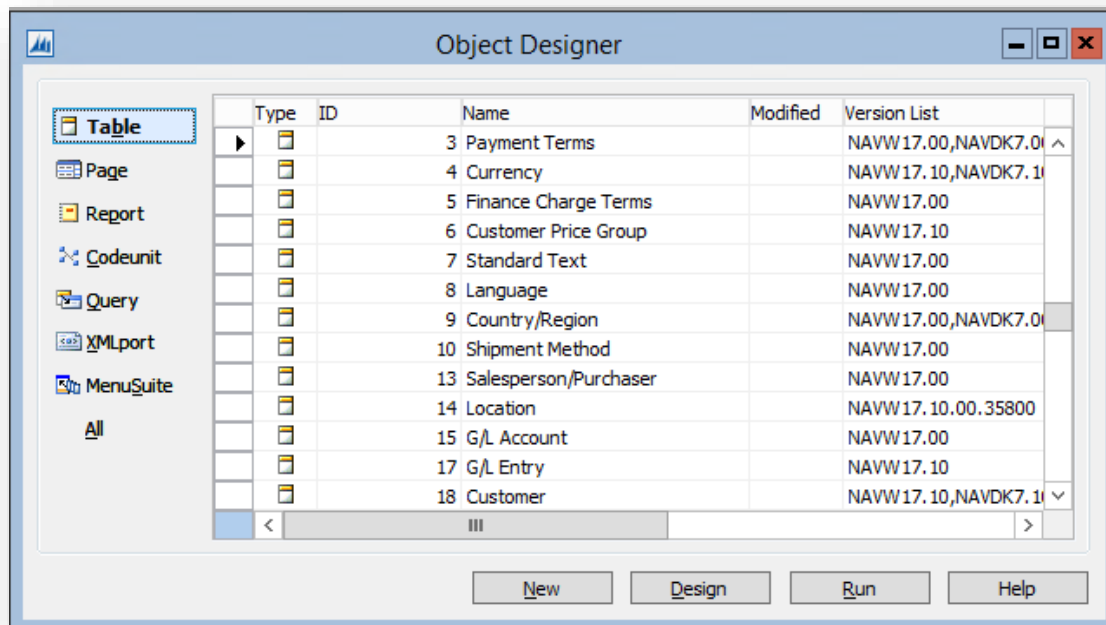 Object Designer
Table
Page
Report
Codeunit
Query
XMLport
MenuSuite
All
Type ID Name Modified Version List
3 Payment Terms NAVW17.00,NAVDK7.0
4 Currency NAVW17.10,NAVDK7.1
5 Finance Charge Terms NAVW17.00
6 Customer Price Group NAVW17.10
7 Standard Text NAVW17.00
8 Language NAVW17.00
9 Country/Region NAVW17.00,NAVDK7.0
10 Shipment Method NAVW17.00
13 Salesperson/Purchaser NAVW17.00
14 Location NAVW17.10.00.35800
15 G/L Account NAVW17.00
17 G/L Entry NAVW17.10
18 Customer NAVW17.10,NAVDK7.1
New Design Run Help